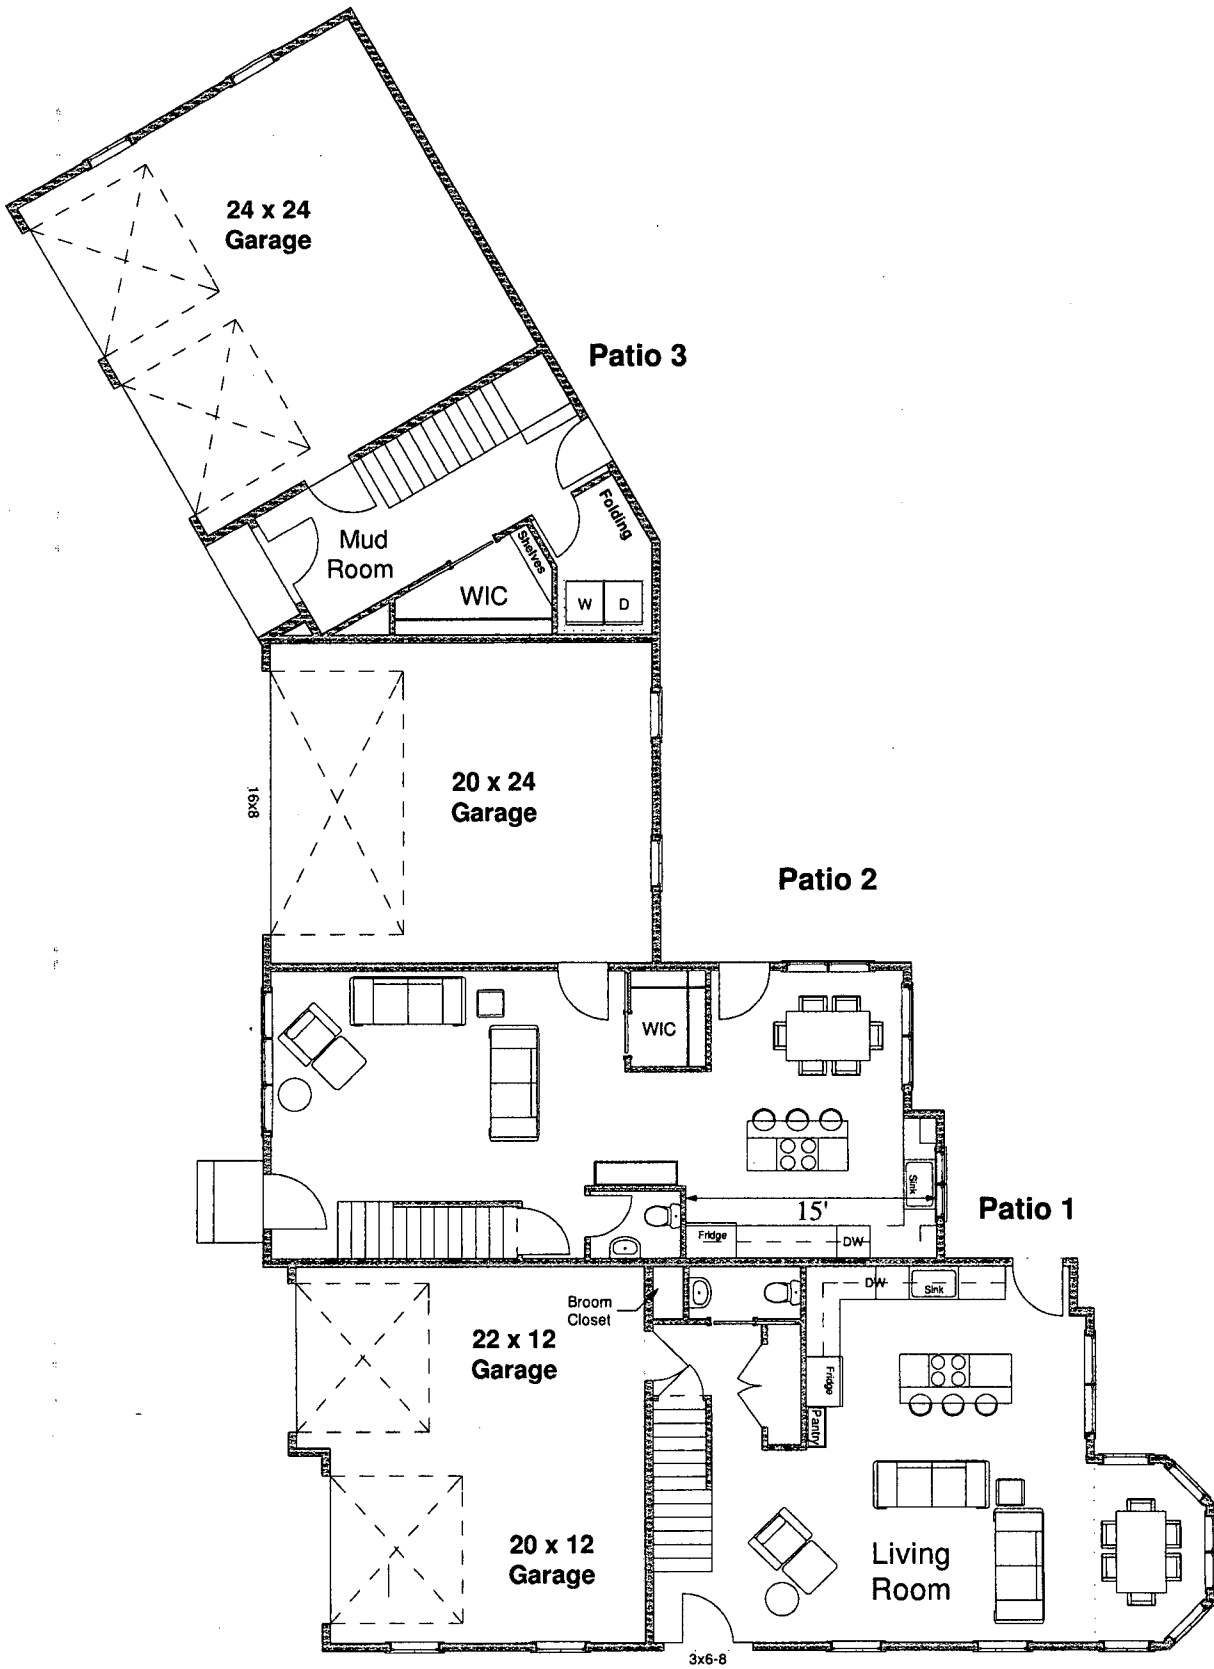 24 x 24
Garage
Patio 3
Folding
Mud
Room
Shelves
WIC
W
D
16x8
20 x 24
Garage
Patio 2
WIC
Sink
15'
Patio 1
Fridge
DW
Broom
Closet
DW
Sink
22 x 12
Garage
Fridge
Pantry
20 x 12
Garage
Living
Room
3x6-8